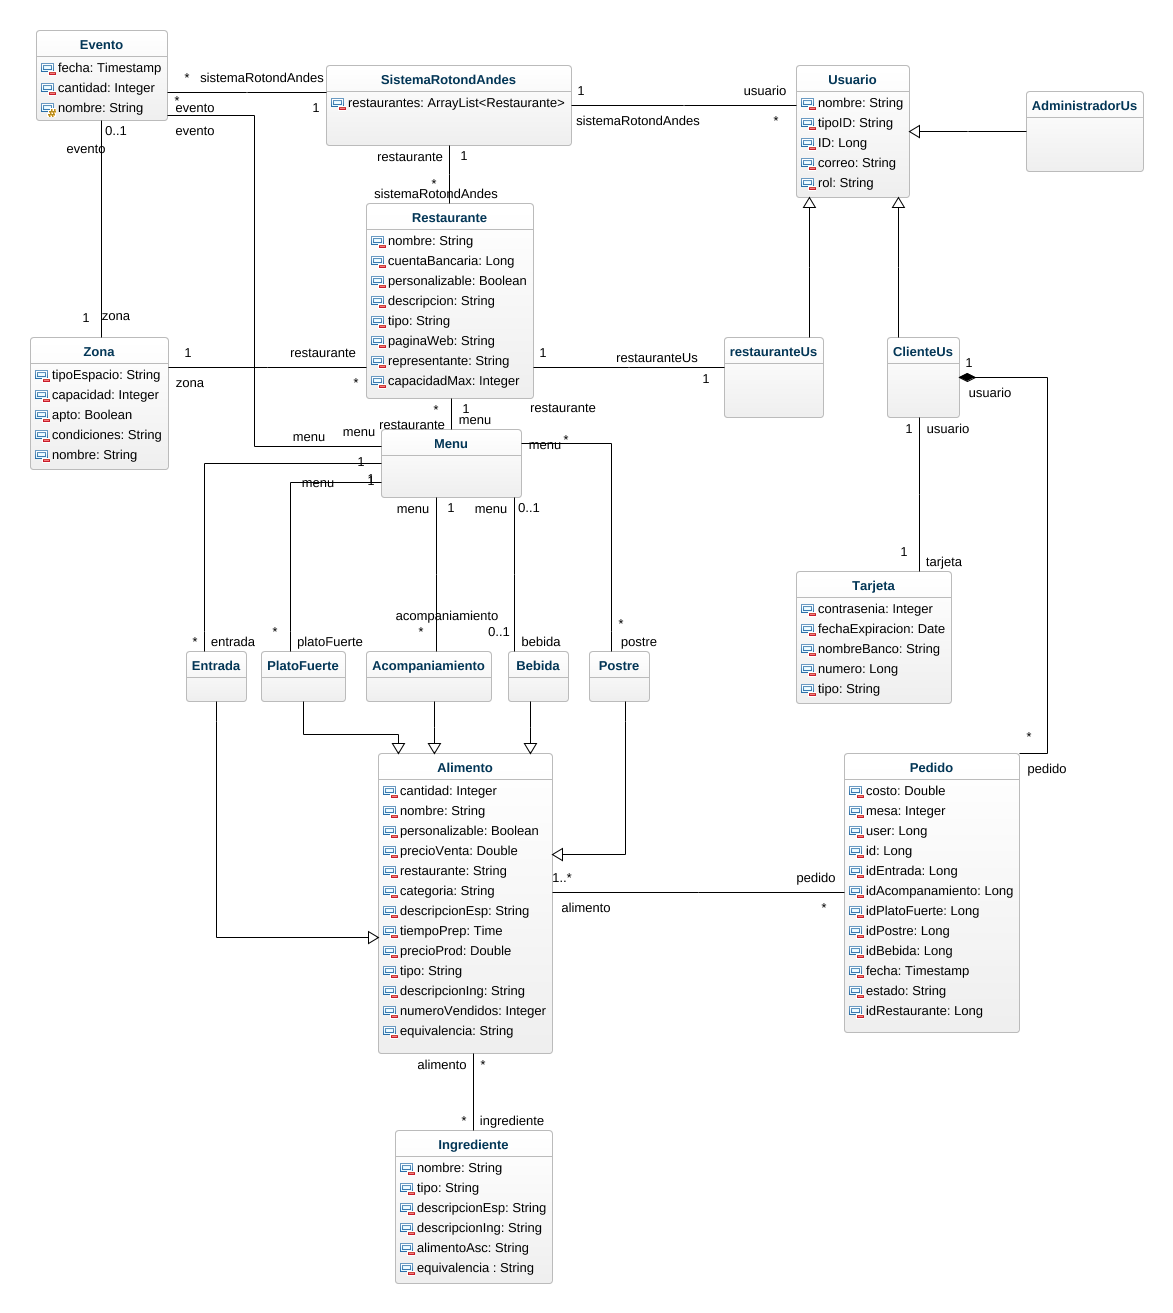 Evento
fecha: Timestamp
cantidad: Integer
nombre: String
* sistemaRotondAndes
* evento 1
evento
0..1
evento
SistemaRotondAndes
restaurantes: ArrayList<Restaurante>
1 usuario
sistemaRotondAndes *
Usuario
nombre: String
tipoID: String
ID: Long
correo: String
rol: String
AdministradorUs
restaurante 1
*
sistemaRotondAndes
Restaurante
nombre: String
cuentaBancaria: Long
personalizable: Boolean
descripcion: String
tipo: String
paginaWeb: String
representante: String
capacidadMax: Integer
1 zona
Zona
tipoEspacio: String
capacidad: Integer
apto: Boolean
condiciones: String
nombre: String
1 restaurante
zona *
1 restauranteUs
1
restaurante
restauranteUs
ClienteUs
1
usuario
1 usuario
* 1
restaurante menu
menu menu
Menu
menu *
1
menu 1
1
menu 1
menu 0..1
1
tarjeta
Tarjeta
contrasenia: Integer
fechaExpiracion: Date
nombreBanco: String
numero: Long
tipo: String
* entrada
* platoFuerte
acompaniamiento
*
0..1
bebida
*
postre
Entrada
PlatoFuerte
Acompaniamiento
Bebida
Postre
Alimento
cantidad: Integer
nombre: String
personalizable: Boolean
precioVenta: Double
restaurante: String
categoria: String
descripcionEsp: String
tiempoPrep: Time
precioProd: Double
tipo: String
descripcionIng: String
numeroVendidos: Integer
equivalencia: String
1..* pedido
alimento *
*
pedido
Pedido
costo: Double
mesa: Integer
user: Long
id: Long
idEntrada: Long
idAcompanamiento: Long
idPlatoFuerte: Long
idPostre: Long
idBebida: Long
fecha: Timestamp
estado: String
idRestaurante: Long
alimento *
* ingrediente
Ingrediente
nombre: String
tipo: String
descripcionEsp: String
descripcionIng: String
alimentoAsc: String
equivalencia : String